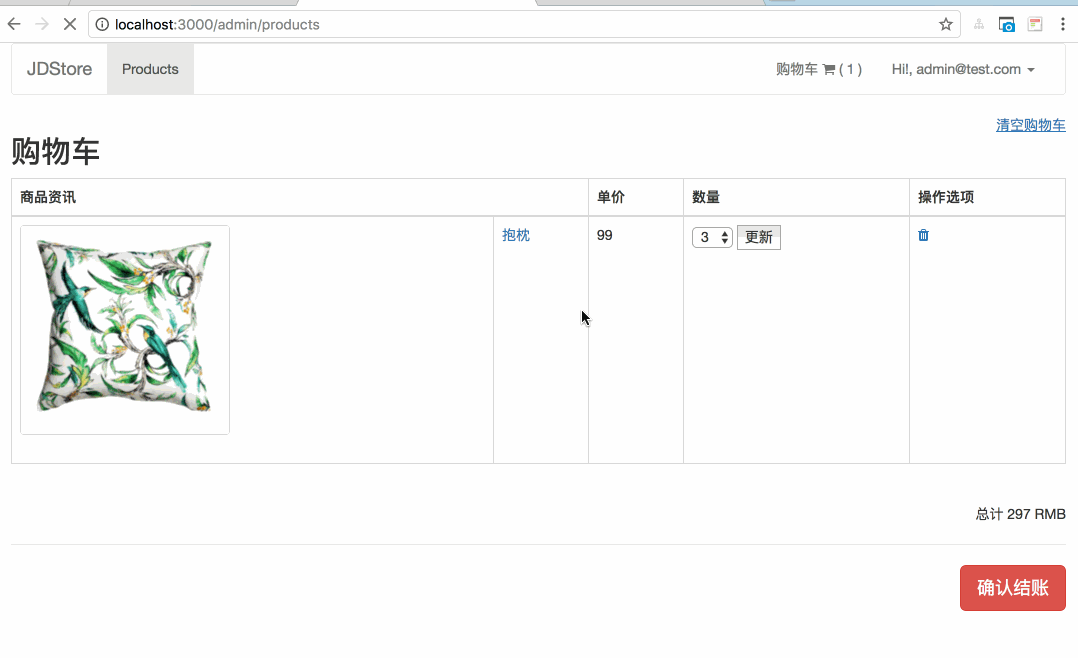 localhost:3000/admin/products
JDStore Products 购物车 ( 1 ) Hi!, admin@test.com
清空购物车
购物车
商品资讯 单价 数量 操作选项
抱枕 99 3 更新
总计 297 RMB
确认结账